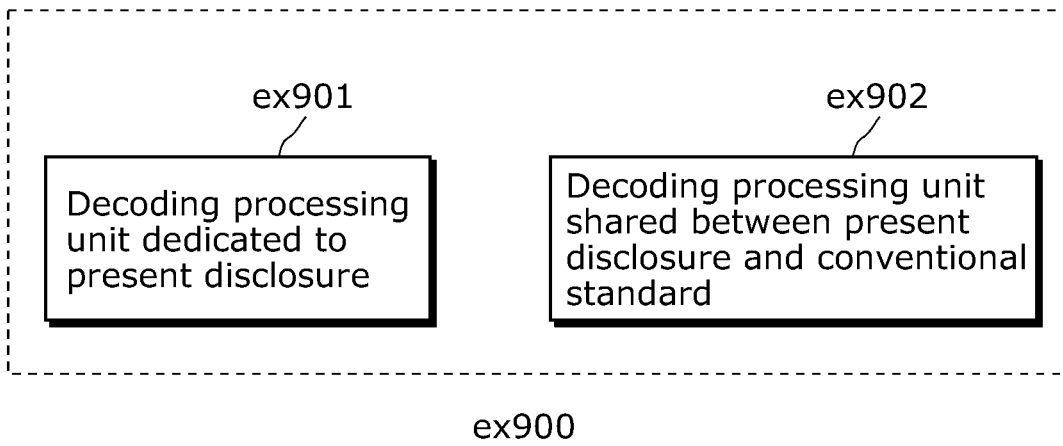 ex901
ex902
Decoding processing
unit dedicated to
present disclosure
Decoding processing unit
shared between present
disclosure and conventional
standard
ex900